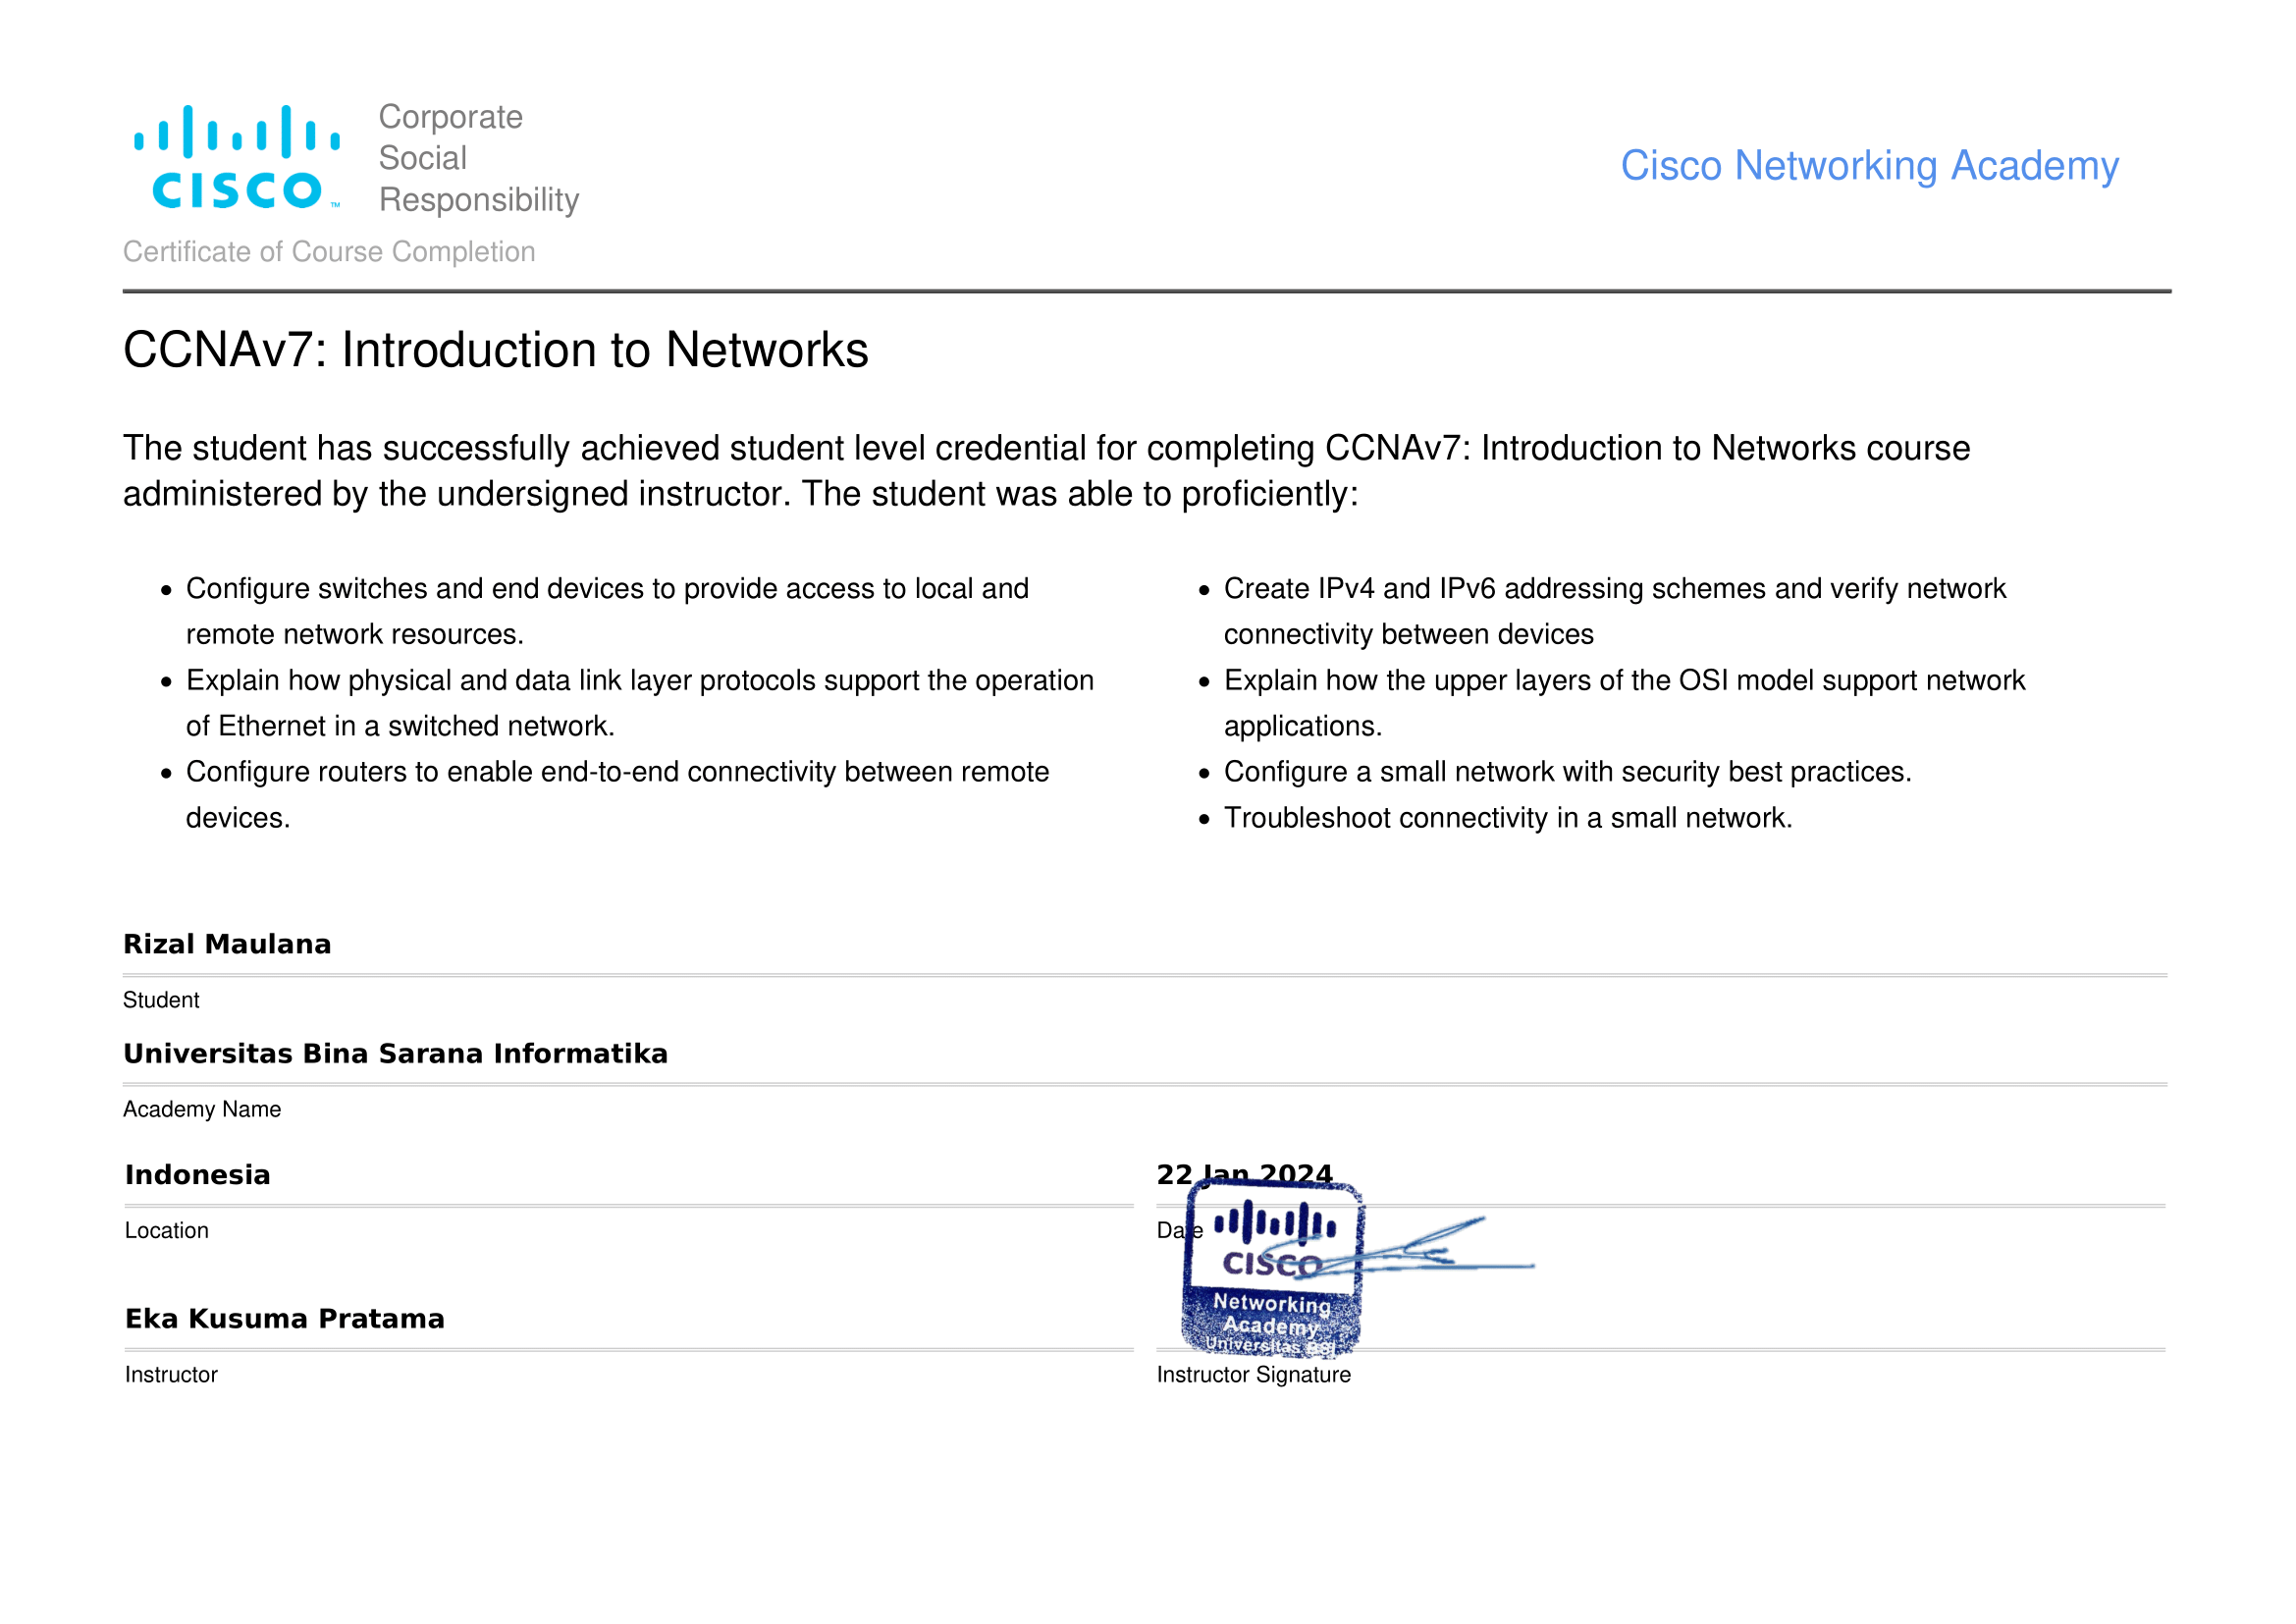 CISCO TM
Corporate
Social
Responsibility
Cisco Networking Academy
Certificate of Course Completion
CCNAv7: Introduction to Networks
The student has successfully achieved student level credential for completing CCNAv7: Introduction to Networks course
administered by the undersigned instructor. The student was able to proficiently:
• Configure switches and end devices to provide access to local and
remote network resources.
• Explain how physical and data link layer protocols support the operation
of Ethernet in a switched network.
• Configure routers to enable end-to-end connectivity between remote
devices.
• Create IPv4 and IPv6 addressing schemes and verify network
connectivity between devices
• Explain how the upper layers of the OSI model support network
applications.
• Configure a small network with security best practices.
• Troubleshoot connectivity in a small network.
Rizal Maulana
Student
Universitas Bina Sarana Informatika
Academy Name
Indonesia
Location
22 Jan 2024
Date
CISCO
Networking
Academy
Universitas BSI
Eka Kusuma Pratama
Instructor
Instructor Signature